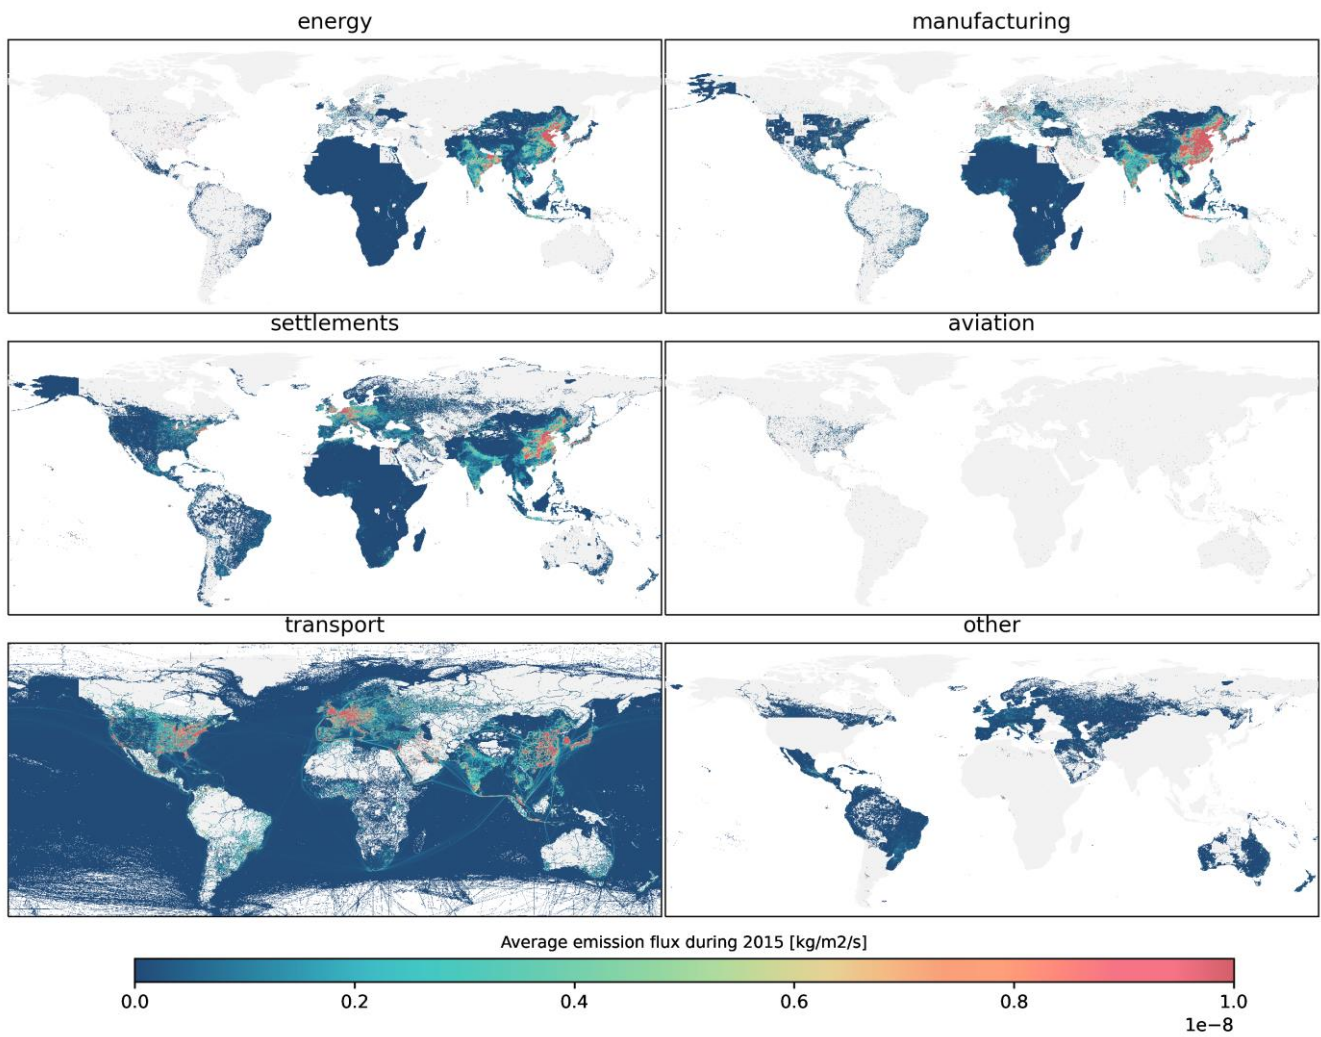 energy
manufacturing
settlements
aviation
transport
other
Average emission flux during 2015 [kg/m2/s]
0.0 0.2 0.4 0.6 0.8 1.0
1e−8